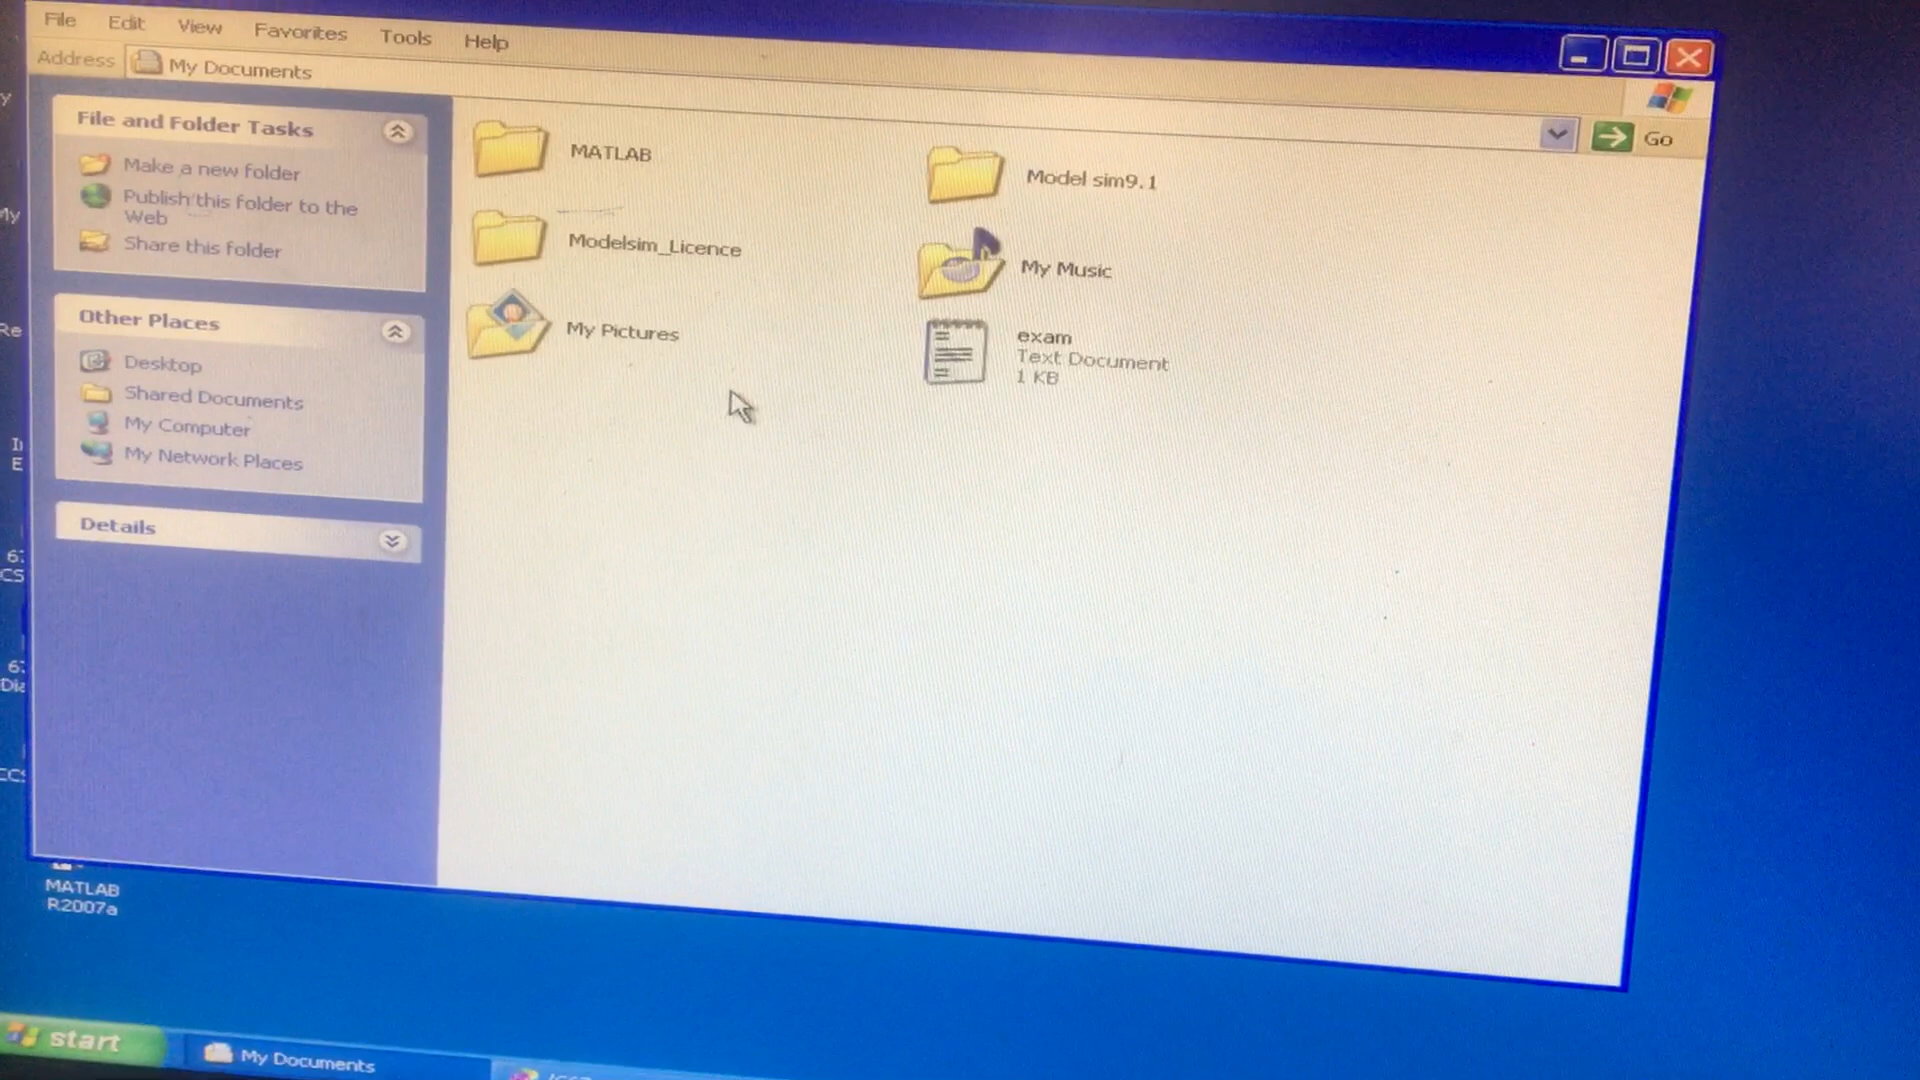 File Edit View Favorites Tools Help
Address My Documents
Go
File and Folder Tasks
Make a new folder
Publish this folder to the
Web
Share this folder
Other Places
Desktop
Shared Documents
My Computer
My Network Places
Details
MATLAB
Model sim9.1
Modelsim_Licence
My Music
My Pictures
exam
Text Document
1 KB
MATLAB
R2007a
start
My Documents